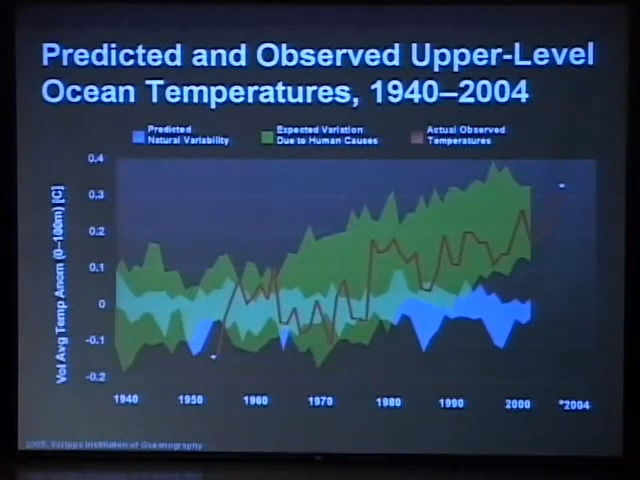 Predicted and Observed Upper-Level
Ocean Temperatures, 1940–2004
Predicted
Natural Variability
Expected Variation
Due to Human Causes
Actual Observed
Temperatures
Vol Avg Temp Anom (0–100m) [C]
0.4
0.3
0.2
0.1
0
-0.1
-0.2
1940
1950
1960
1970
1980
1990
2000
*2004
2005, Scripps Institution of Oceanography